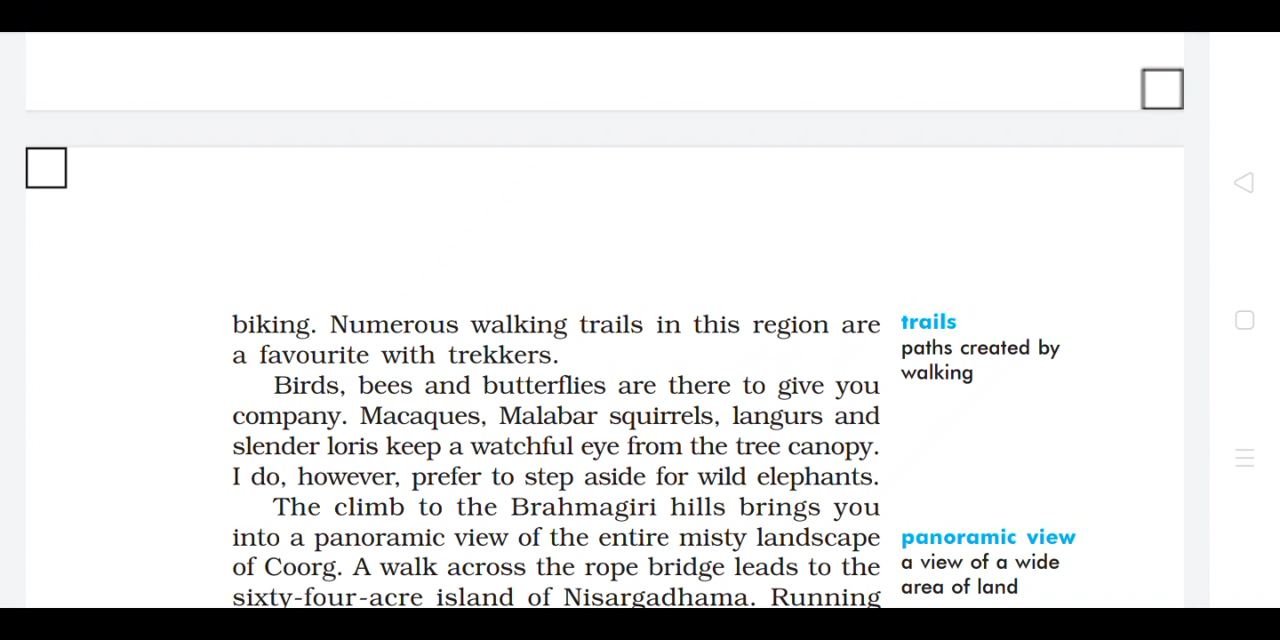 biking. Numerous walking trails in this region are
a favourite with trekkers.
Birds, bees and butterflies are there to give you
company. Macaques, Malabar squirrels, langurs and
slender loris keep a watchful eye from the tree canopy.
I do, however, prefer to step aside for wild elephants.
The climb to the Brahmagiri hills brings you
into a panoramic view of the entire misty landscape
of Coorg. A walk across the rope bridge leads to the
sixty-four-acre island of Nisargadhama. Running
trails
paths created by
walking
panoramic view
a view of a wide
area of land